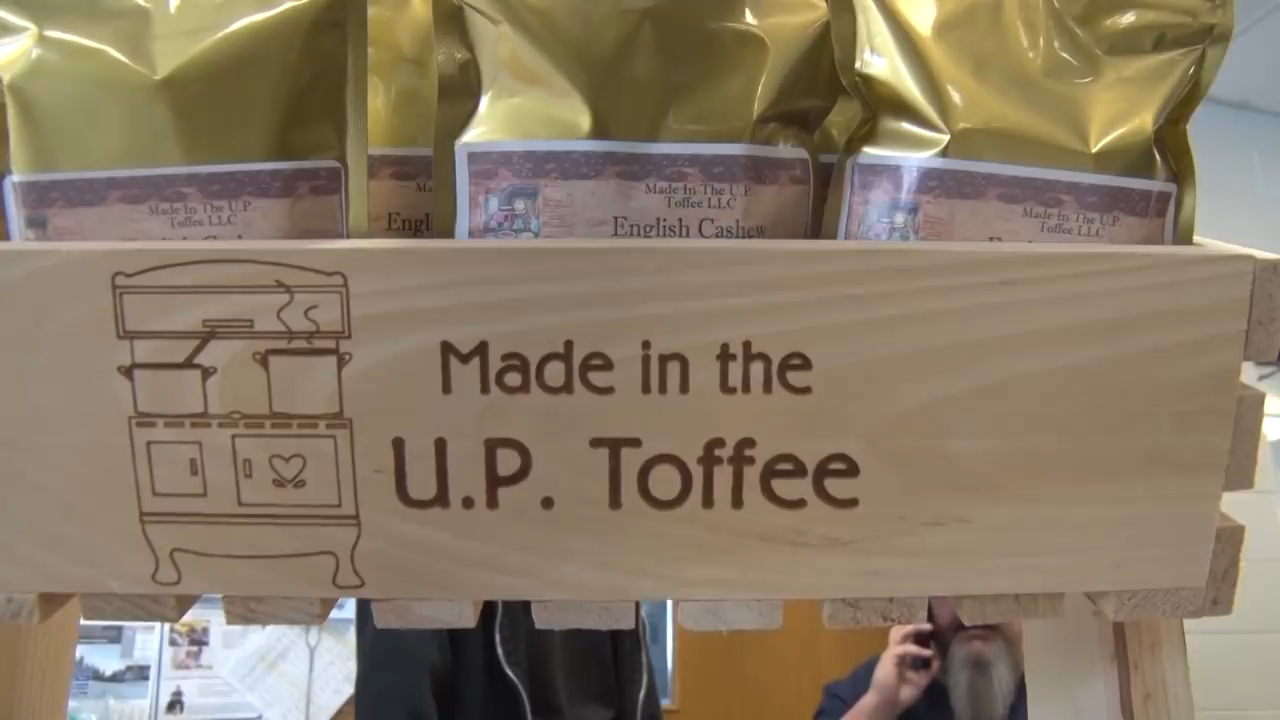 Made In The U.P.
Toffee LLC
Made In The U.P.
Toffee LLC
English Cashew
Made In The U.P.
Toffee LLC
Made in the
U.P. Toffee